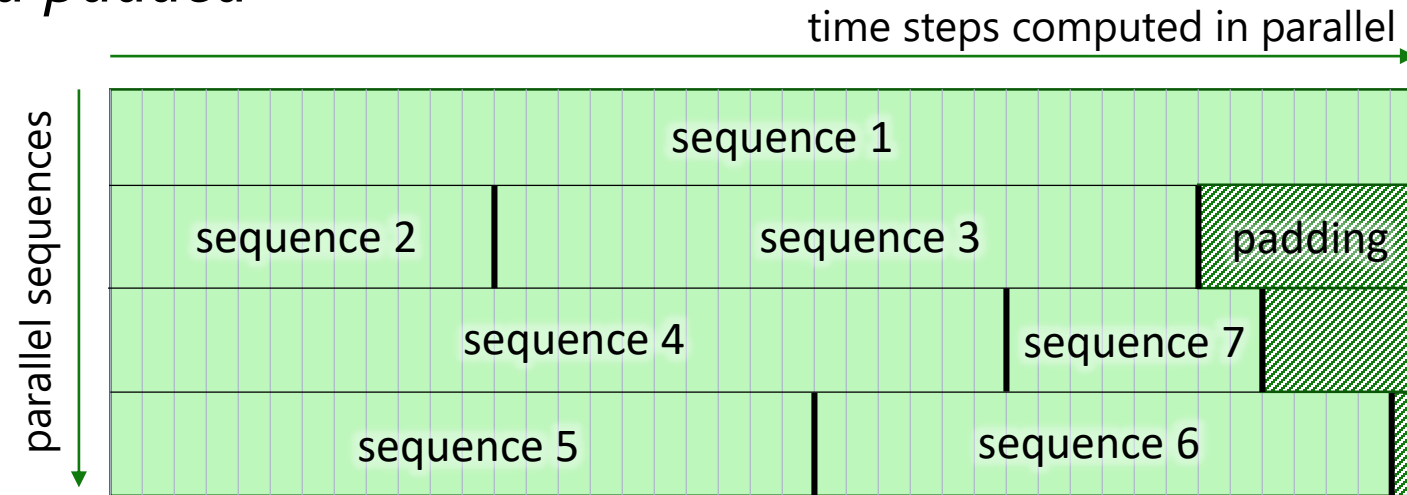 padded
time steps computed in parallel
parallel sequences
sequence 1
sequence 2
sequence 3
padding
sequence 4
sequence 7
sequence 5
sequence 6